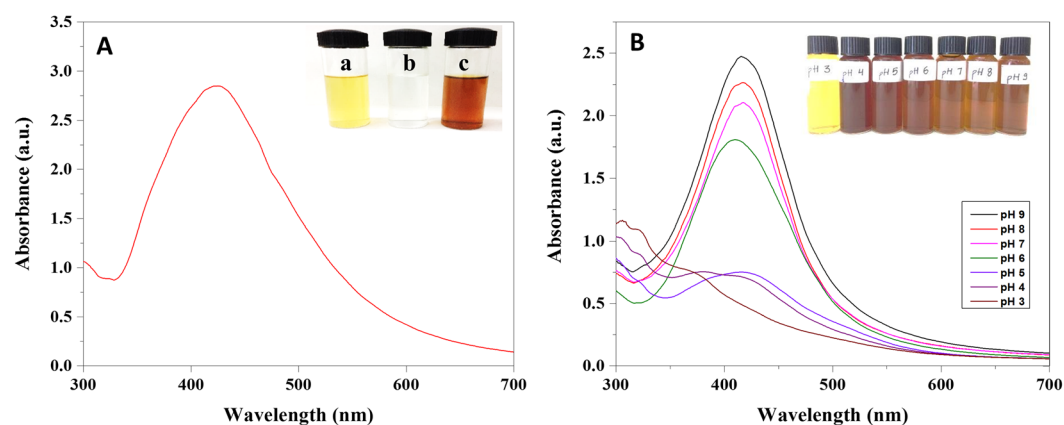 A
a
b
c
3.5
3.0
2.5
2.0
1.5
1.0
0.5
0.0
Absorbance (a.u.)
300
400
500
600
700
Wavelength (nm)
B
pH 3
pH 4
pH 5
pH 6
pH 7
pH 8
pH 9
2.5
2.0
1.5
1.0
0.5
0.0
Absorbance (a.u.)
pH 9
pH 8
pH 7
pH 6
pH 5
pH 4
pH 3
300
400
500
600
700
Wavelength (nm)